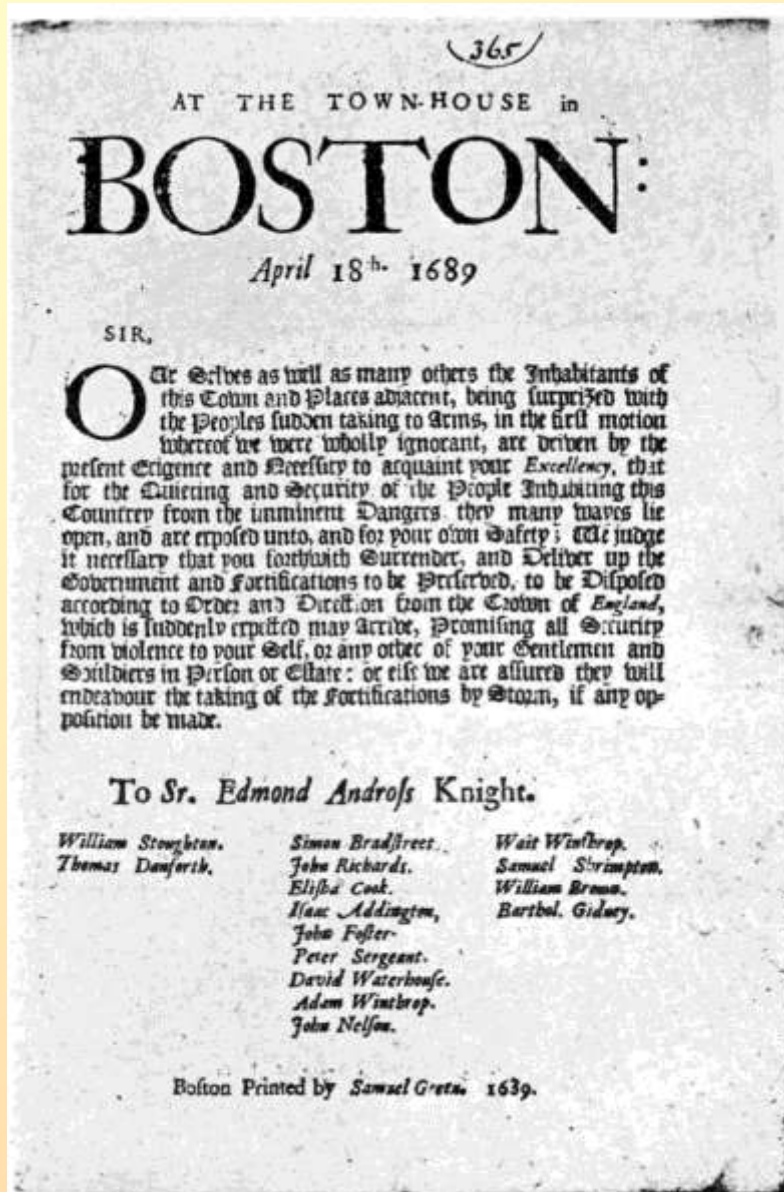 365
AT THE TOWN-HOUSE in
BOSTON:
April 18th. 1689
SIR,
OUr Selves as well as many others the Inhabitants of
this Town and Places adjacent, being surprized with
the Peoples sudden taking to Arms, in the first motion
whereof we were wholly ignorant, are driven by the
present Exigence and Necessity to acquaint your Excellency, that
for the Quieting and Security of the People Inhabiting this
Countrey from the imminent Dangers they many wayes lie
open, and are exposed unto, and for your own Safety; We judge
it necessary that you forthwith Surrender, and Deliver up the
Government and Fortifications to be Preserved, to be Disposed
according to Order and Direction from the Crown of England,
which is suddenly expected may Arrive, Promising all Security
from violence to your Self, or any other of your Gentlemen and
Souldiers in Person or Estate: or else we are assured they will
endeavour the taking of the Fortifications by Storm, if any op-
position be made.
To Sr. Edmond Androſs Knight.
William Stoughton. Simon Bradſtreet. Wait Winthrop.
Thomas Danforth. John Richards. Samuel Shrimpton.
Eliſha Cook. William Brown.
Iſaac Addington, Barthol. Gidney.
John Foſter.
Peter Sergeant.
David Waterhouſe.
Adam Winthrop.
John Nelſon.
Boſton Printed by Samuel Green. 1689.